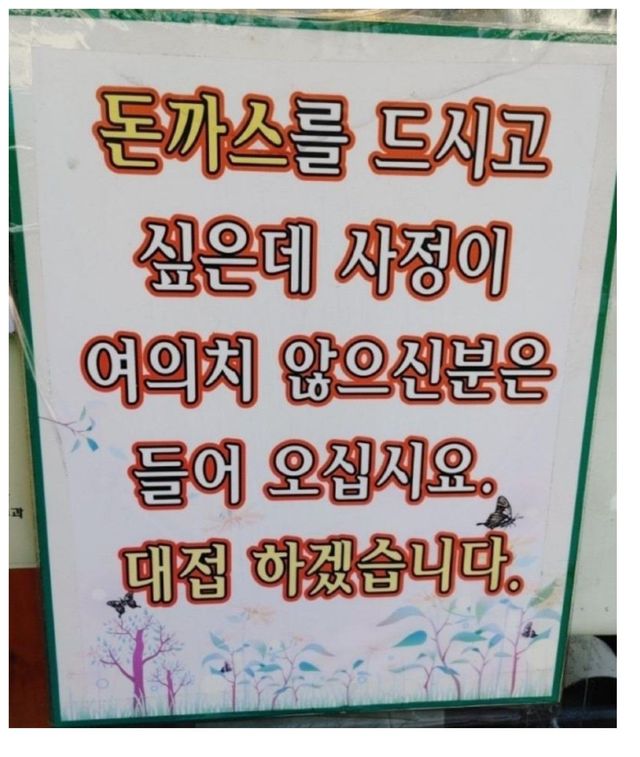 돈까스를 드시고
싶은데 사정이
여의치 않으신분은
들어 오십시요.
대접 하겠습니다.
과